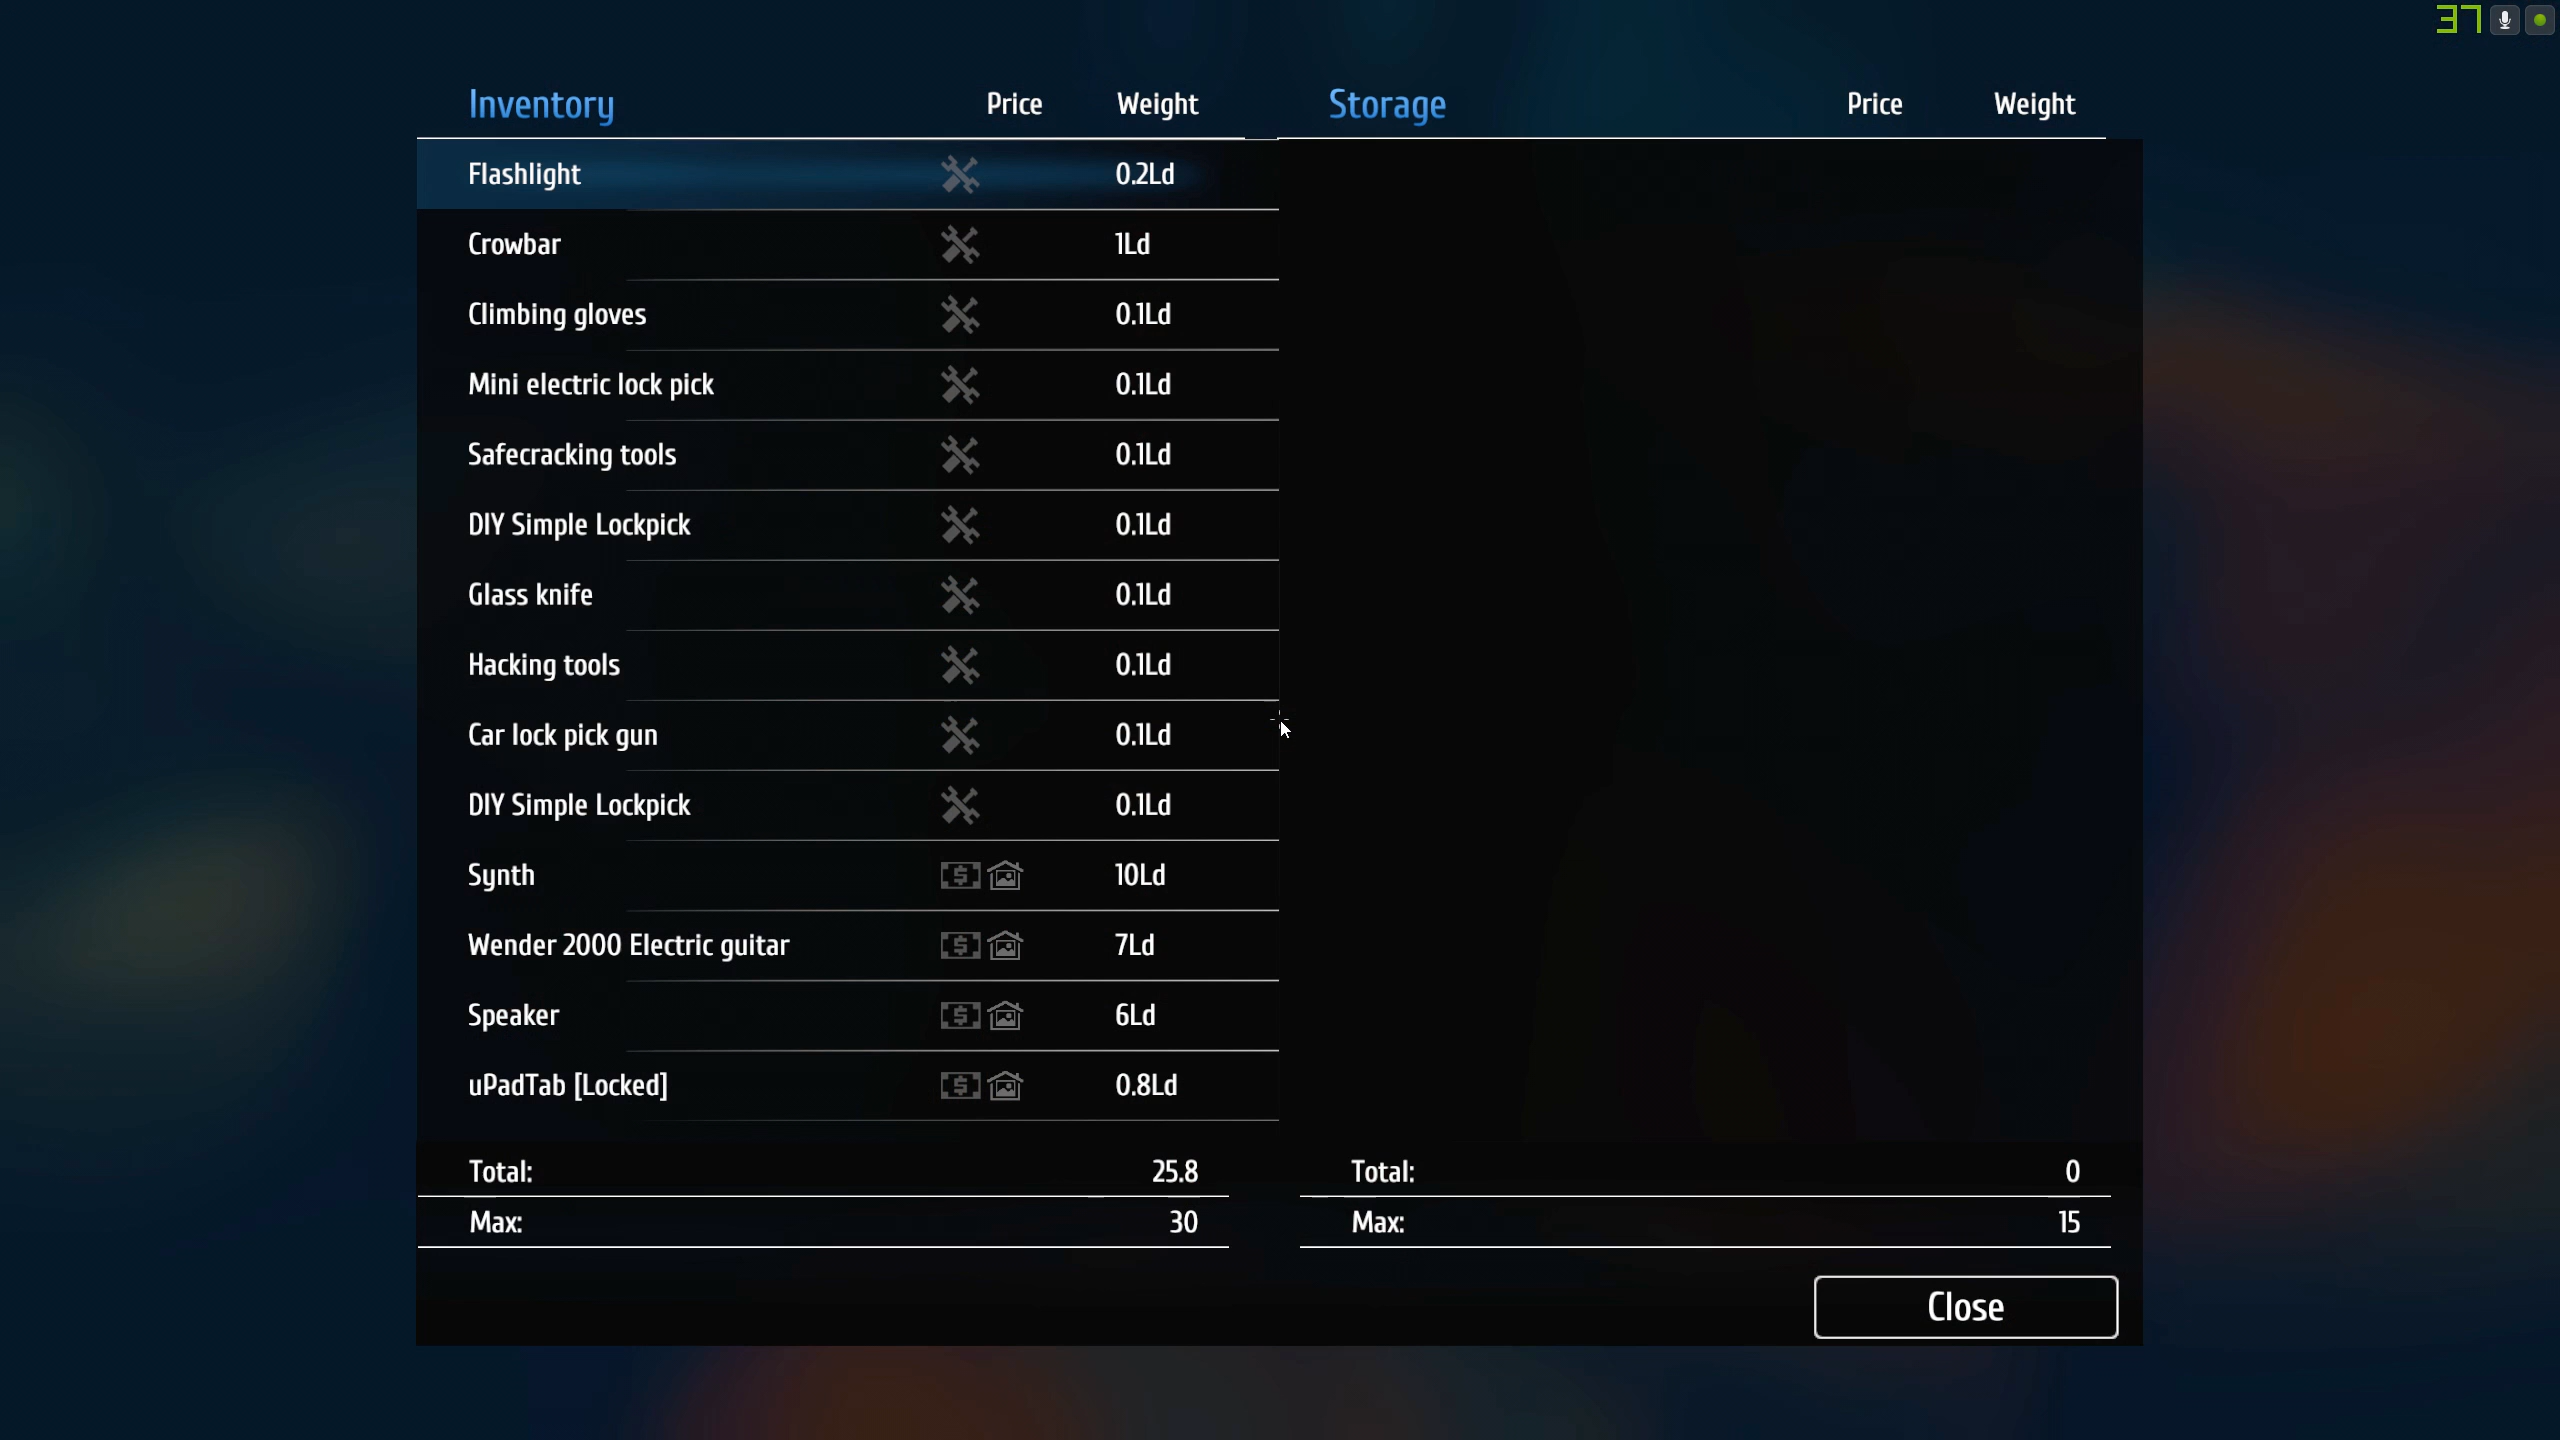 37
Inventory Price Weight
Flashlight 0.2Ld
Crowbar 1Ld
Climbing gloves 0.1Ld
Mini electric lock pick 0.1Ld
Safecracking tools 0.1Ld
DIY Simple Lockpick 0.1Ld
Glass knife 0.1Ld
Hacking tools 0.1Ld
Car lock pick gun 0.1Ld
DIY Simple Lockpick 0.1Ld
Synth 10Ld
Wender 2000 Electric guitar 7Ld
Speaker 6Ld
uPadTab [Locked] 0.8Ld
Total: 25.8
Max: 30
Storage Price Weight
Total: 0
Max: 15
Close